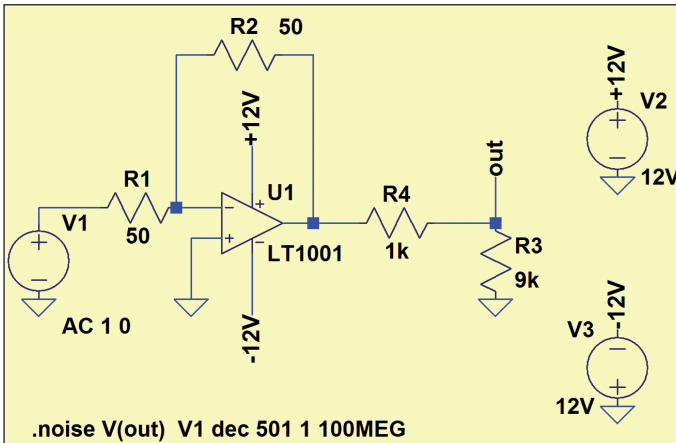 R2 50
+12V
+12V
V2
12V
out
R1
50
V1
U1
LT1001
R4
1k
R3
9k
-12V
AC 1 0
-12V
V3
12V
.noise V(out) V1 dec 501 1 100MEG